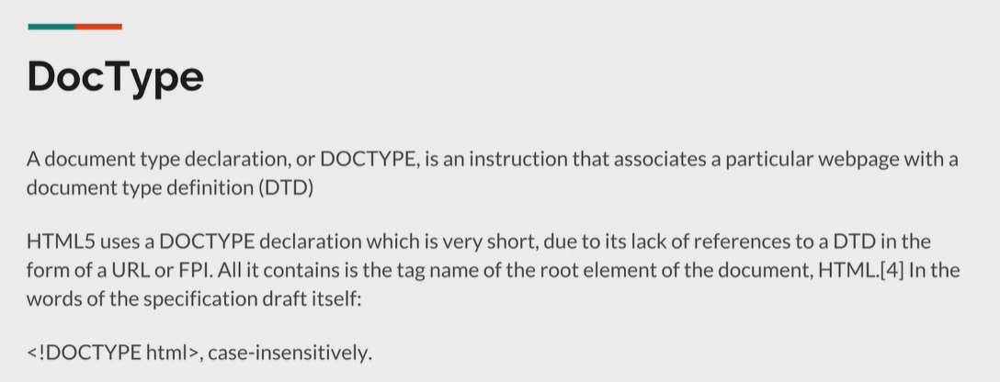 DocType
A document type declaration, or DOCTYPE, is an instruction that associates a particular webpage with a
document type definition (DTD)
HTML5 uses a DOCTYPE declaration which is very short, due to its lack of references to a DTD in the
form of a URL or FPI. All it contains is the tag name of the root element of the document, HTML.[4] In the
words of the specification draft itself:
<!DOCTYPE html>, case-insensitively.